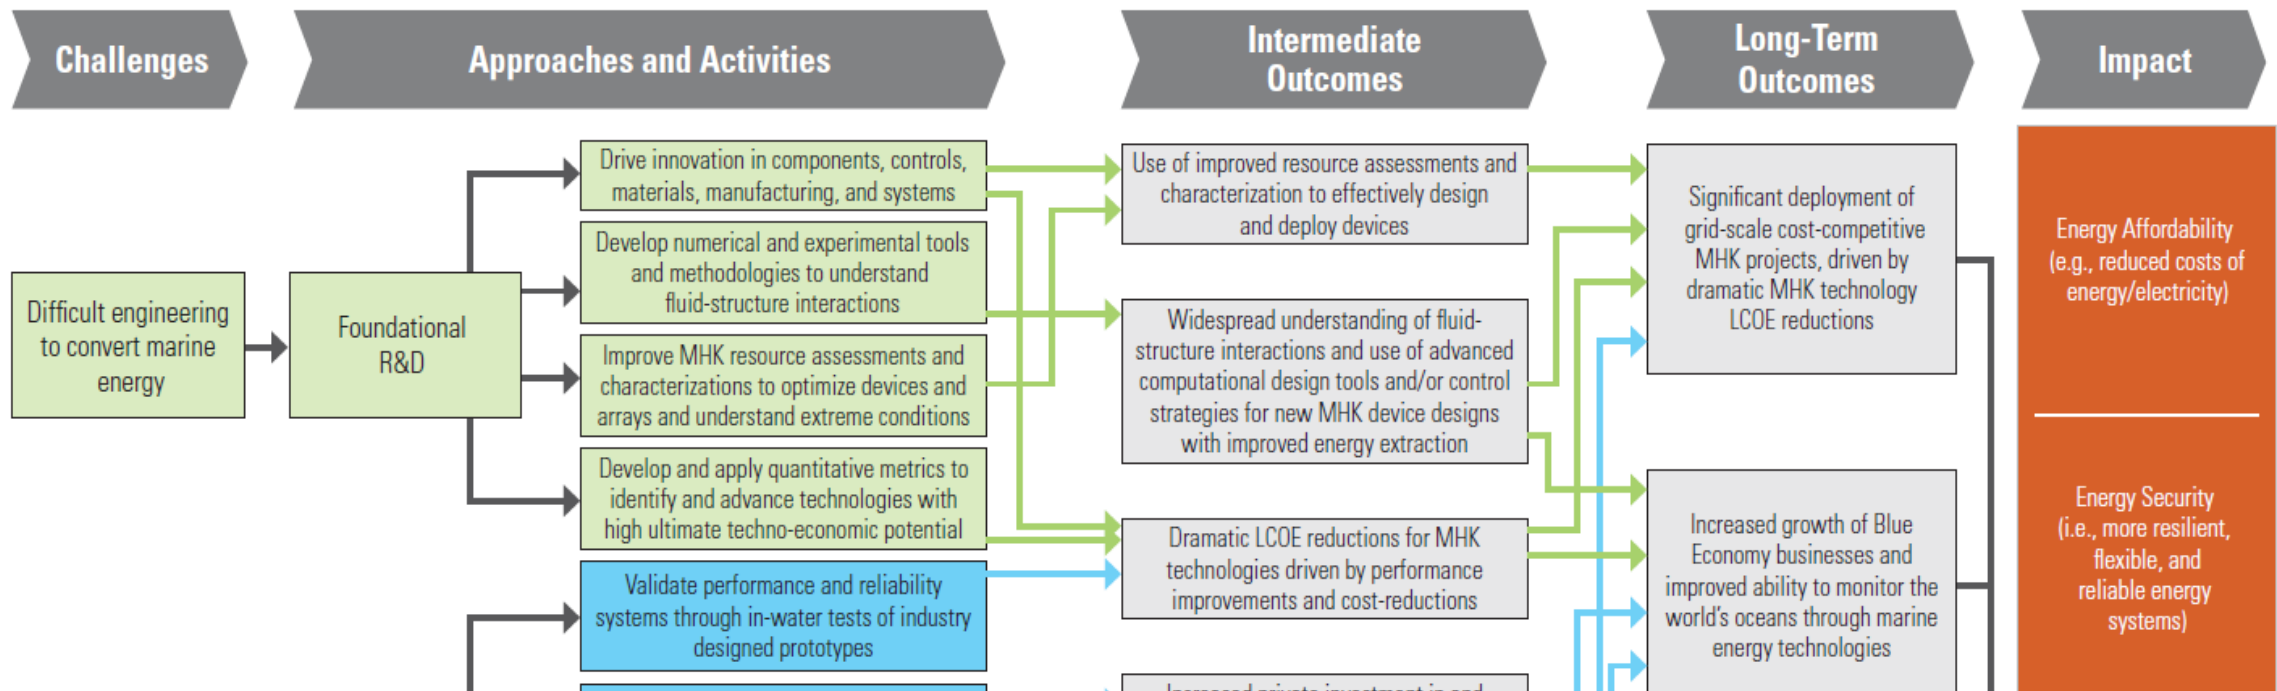 Challenges
Approaches and Activities
Intermediate
Outcomes
Long-Term
Outcomes
Impact
Difficult engineering
to convert marine
energy
Foundational
R&D
Drive innovation in components, controls,
materials, manufacturing, and systems
Develop numerical and experimental tools
and methodologies to understand
fluid-structure interactions
Improve MHK resource assessments and
characterizations to optimize devices and
arrays and understand extreme conditions
Develop and apply quantitative metrics to
identify and advance technologies with
high ultimate techno-economic potential
Validate performance and reliability
systems through in-water tests of industry
designed prototypes
Use of improved resource assessments and
characterization to effectively design
and deploy devices
Widespread understanding of fluid-
structure interactions and use of advanced
computational design tools and/or control
strategies for new MHK device designs
with improved energy extraction
Dramatic LCOE reductions for MHK
technologies driven by performance
improvements and cost-reductions
Increased private investment in and
Significant deployment of
grid-scale cost-competitive
MHK projects, driven by
dramatic MHK technology
LCOE reductions
Increased growth of Blue
Economy businesses and
improved ability to monitor the
world's oceans through marine
energy technologies
Energy Affordability
(e.g., reduced costs of
energy/electricity)
Energy Security
(i.e., more resilient,
flexible, and
reliable energy
systems)